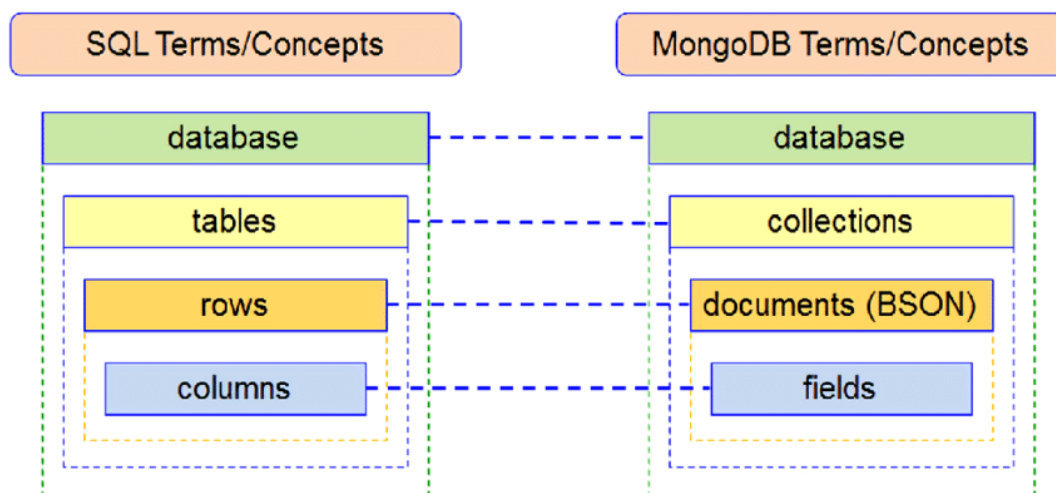 SQL Terms/Concepts
MongoDB Terms/Concepts
database
database
tables
collections
rows
documents (BSON)
columns
fields